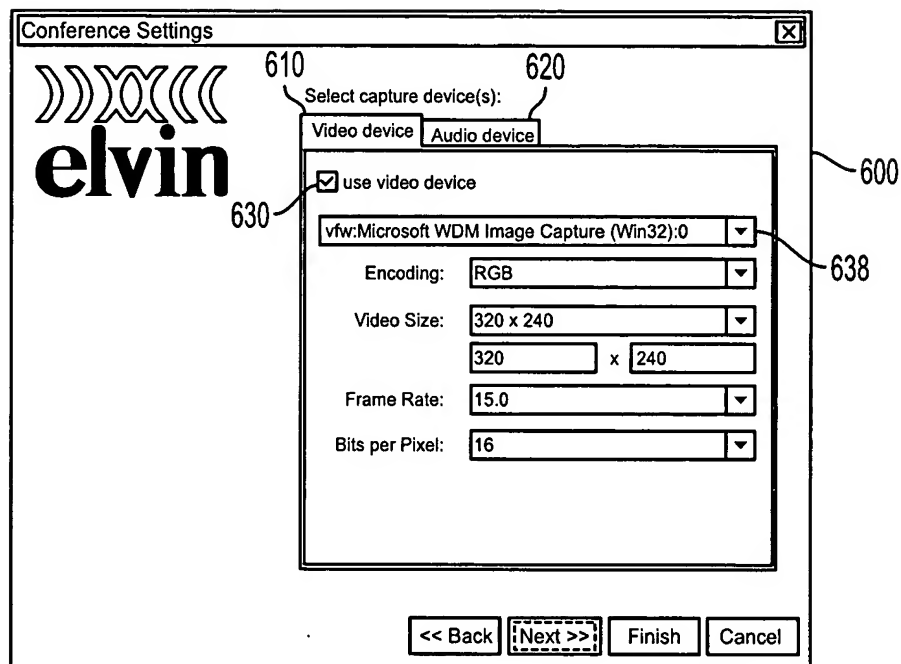 Conference Settings
elvin
610
620
Select capture device(s):
Video device Audio device
600
630
use video device
vfw:Microsoft WDM Image Capture (Win32):0
638
Encoding: RGB
Video Size: 320 x 240
320 x 240
Frame Rate: 15.0
Bits per Pixel: 16
<< Back Next >> Finish Cancel